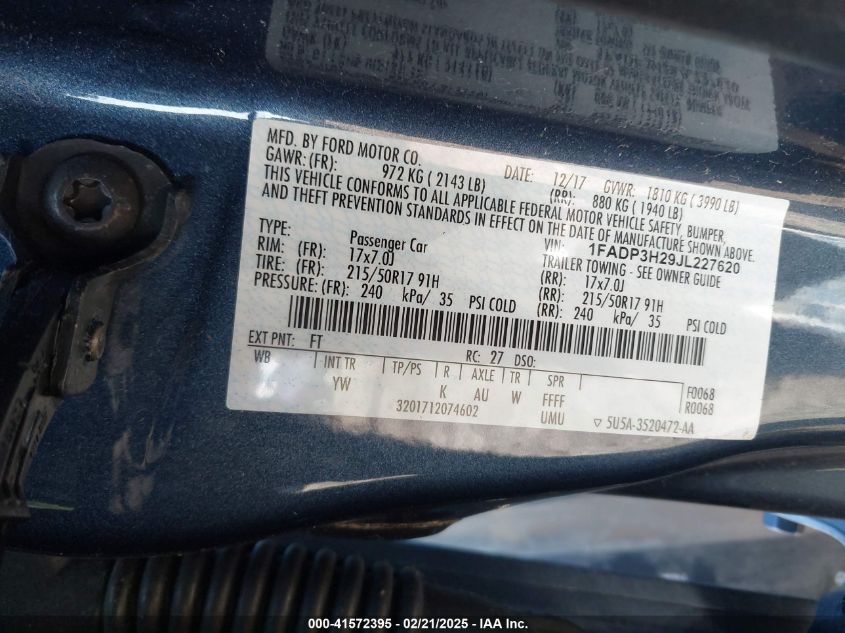 MFD. BY FORD MOTOR CO.
DATE: 12/17 GVWR: 1810 KG ( 3990 LB)
GAWR: (FR): 972 KG ( 2143 LB) (RR): 880 KG ( 1940 LB)
THIS VEHICLE CONFORMS TO ALL APPLICABLE FEDERAL MOTOR VEHICLE SAFETY, BUMPER,
AND THEFT PREVENTION STANDARDS IN EFFECT ON THE DATE OF MANUFACTURE SHOWN ABOVE.
VIN: 1FADP3H29JL227620
TYPE: Passenger Car TRAILER TOWING - SEE OWNER GUIDE
RIM: (FR): 17x7.0J (RR): 17x7.0J
TIRE: (FR): 215/50R17 91H (RR): 215/50R17 91H
PRESSURE: (FR): 240 kPa/ 35 PSI COLD (RR): 240 kPa/ 35 PSI COLD
EXT PNT: FT RC: 27 DSO:
WB INT TR TP/PS R AXLE TR SPR
YW K AU W FFFF F0068
R0068
3201712074602 UMU ▽ 5U5A-3520472-AA
000-41572395 - 02/21/2025 - IAA Inc.